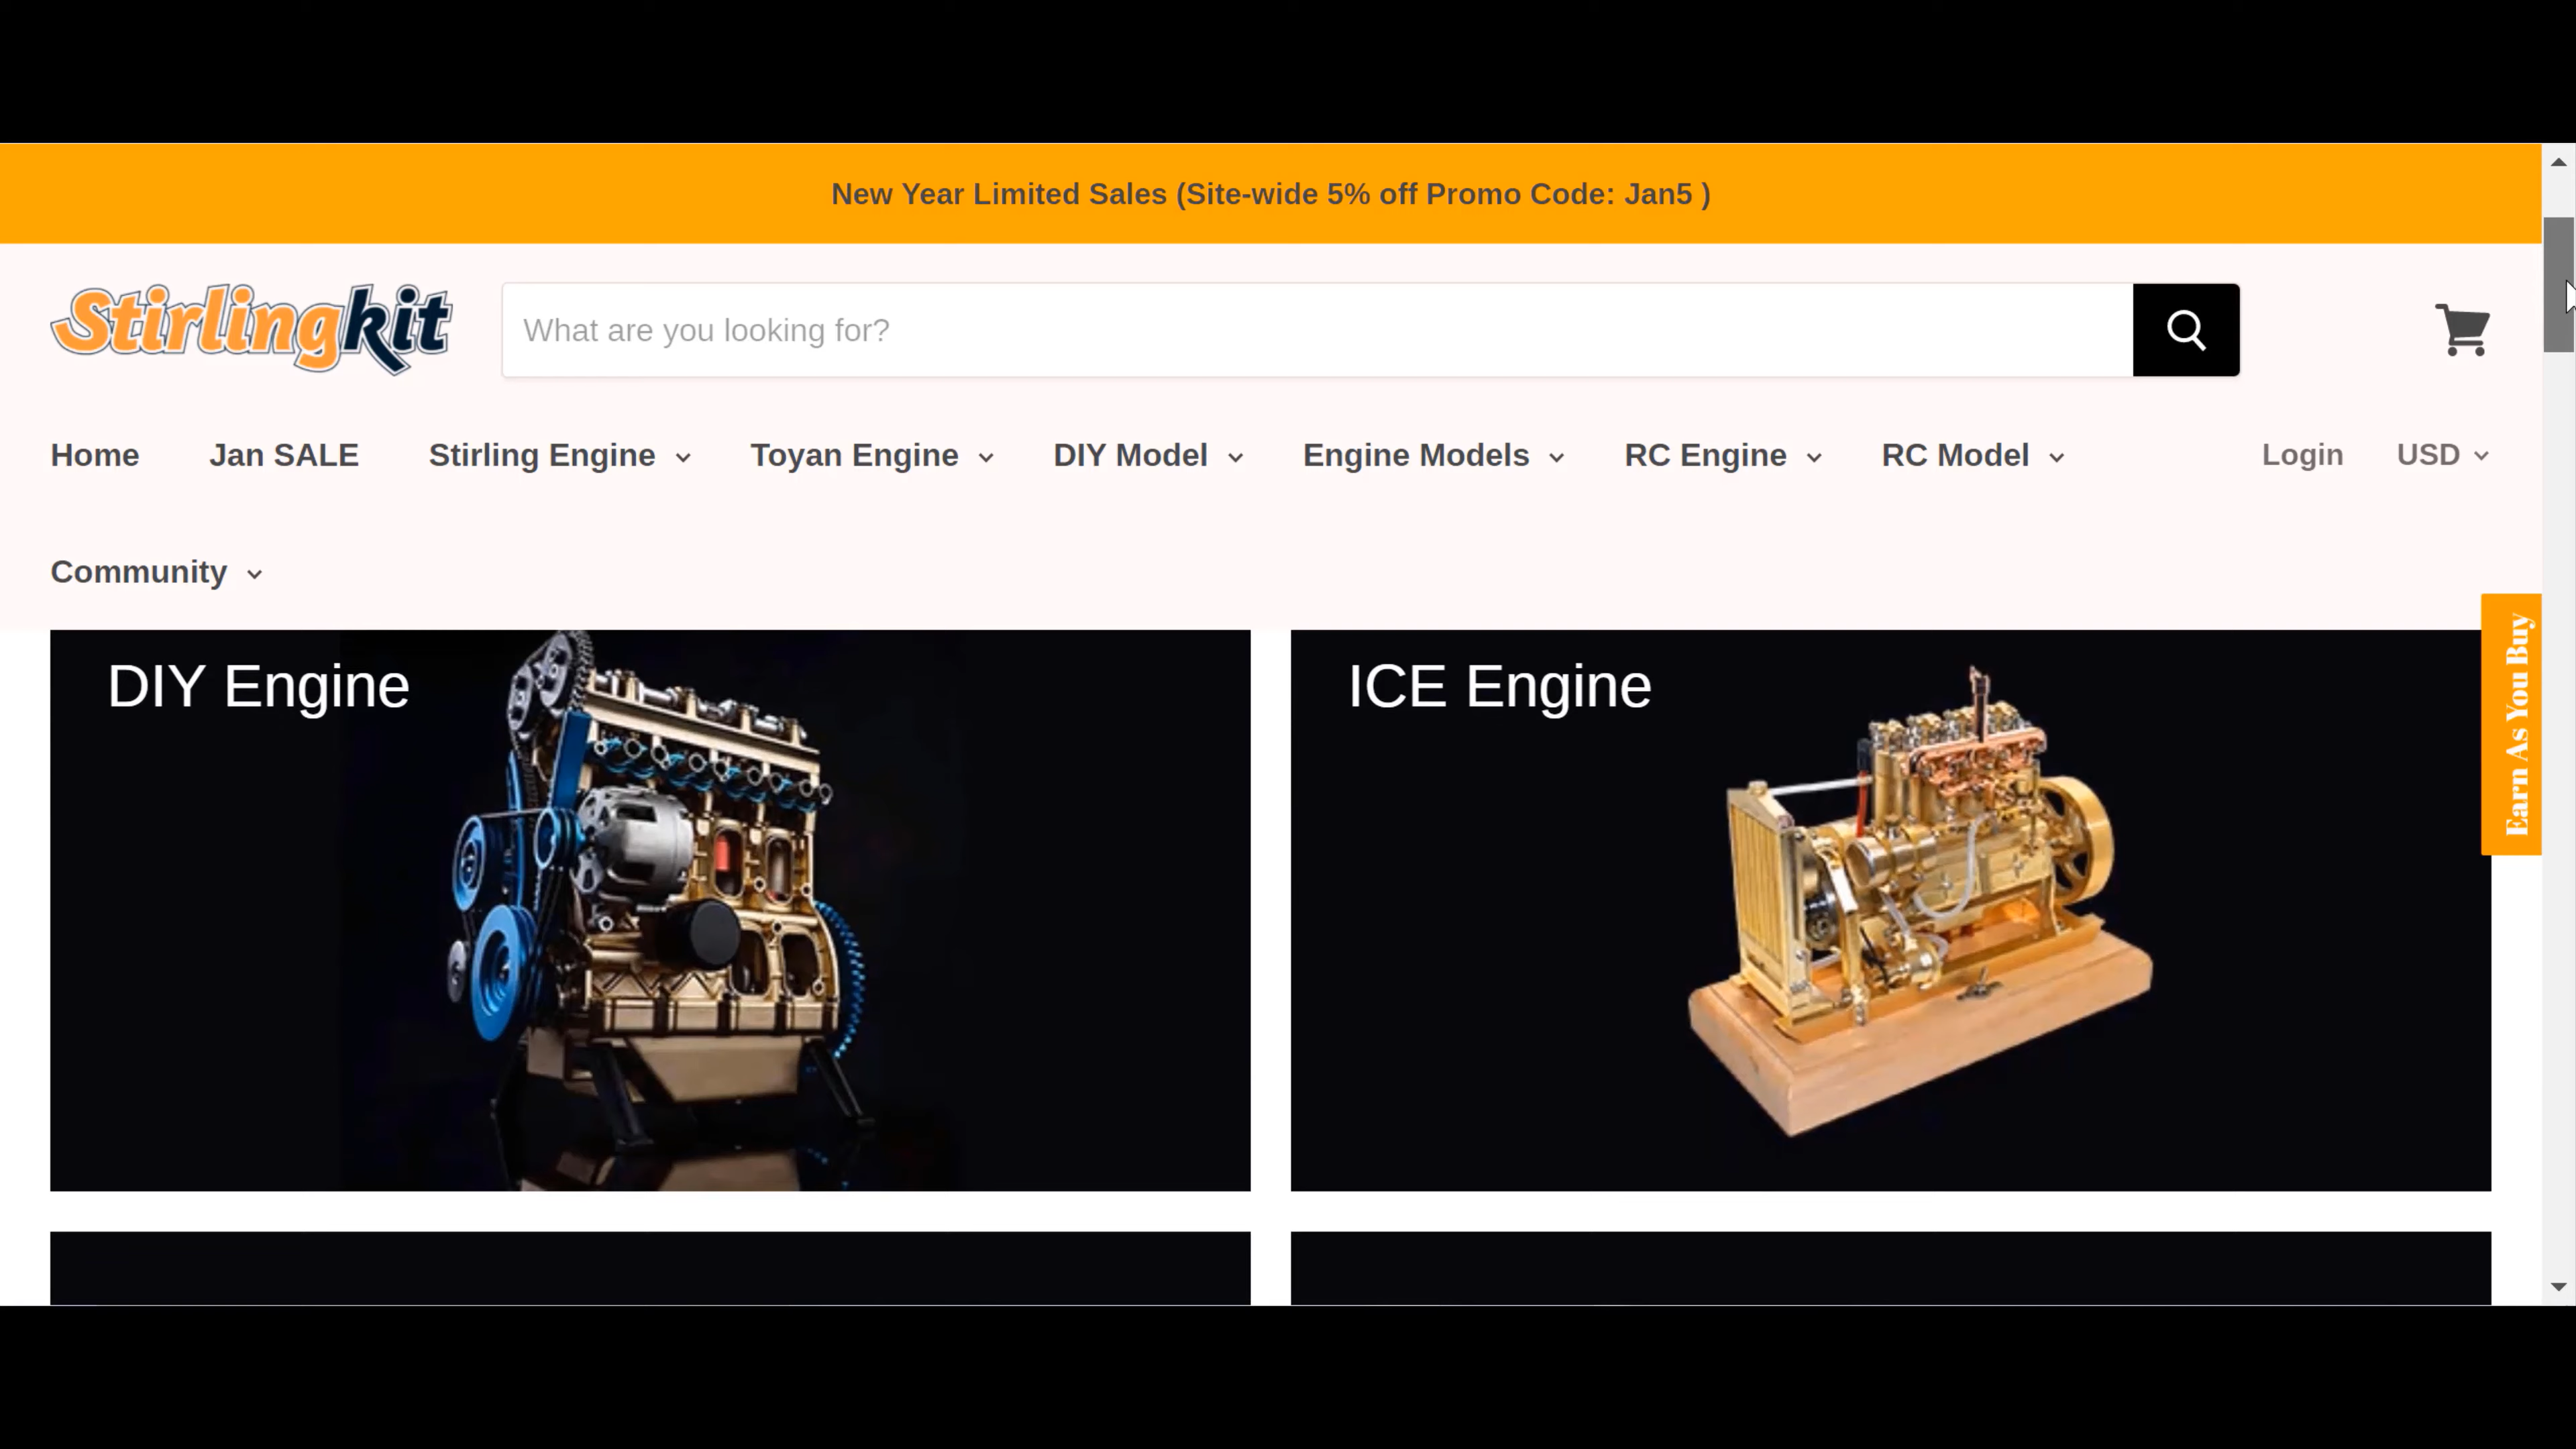 New Year Limited Sales (Site-wide 5% off Promo Code: Jan5 )
Stirlingkit
What are you looking for?
Home Jan SALE Stirling Engine Toyan Engine DIY Model Engine Models RC Engine RC Model Login USD
Community
Earn As You Buy
DIY Engine
ICE Engine